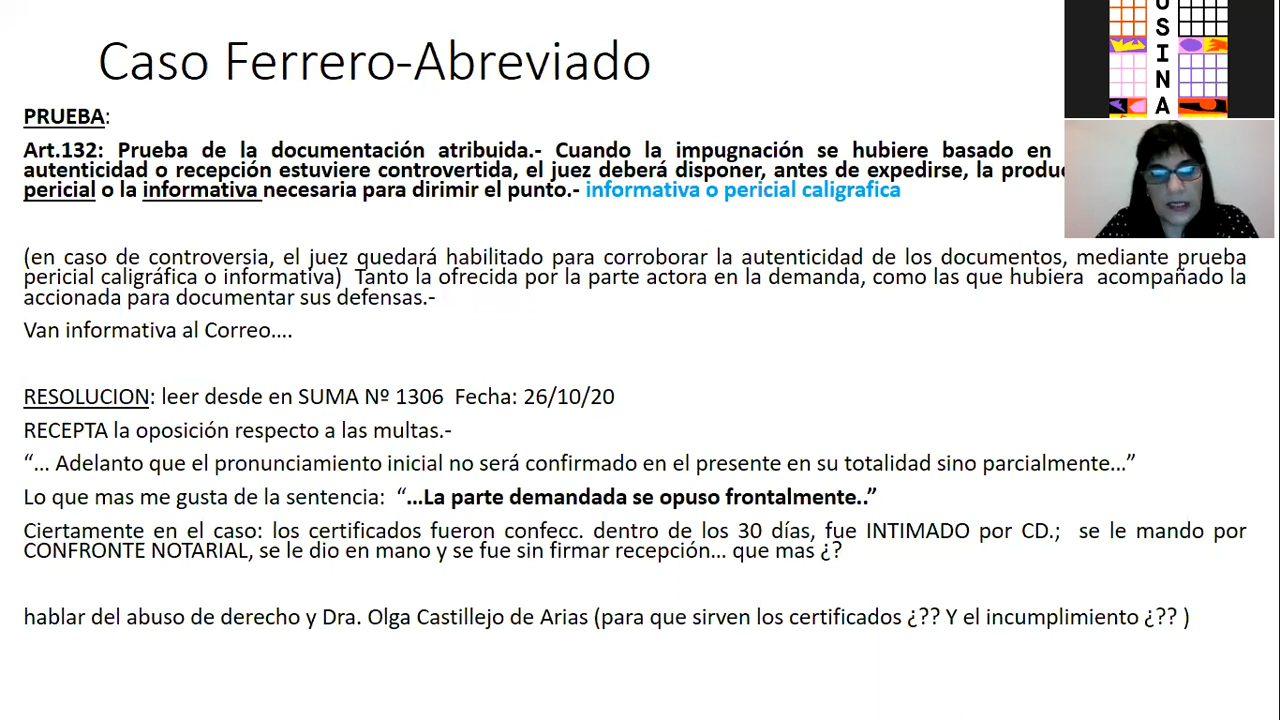 Caso Ferrero-Abreviado
USINA
PRUEBA:
Art.132: Prueba de la documentación atribuida.- Cuando la impugnación se hubiere basado en
autenticidad o recepción estuviere controvertida, el juez deberá disponer, antes de expedirse, la
pericial o la informativa necesaria para dirimir el punto.- informativa o pericial caligrafica
(en caso de controversia, el juez quedará habilitado para corroborar la autenticidad de los documentos, mediante prueba
pericial caligráfica o informativa) Tanto la ofrecida por la parte actora en la demanda, como las que hubiera acompañado la
accionada para documentar sus defensas.-
Van informativa al Correo....
RESOLUCION: leer desde en SUMA Nº 1306 Fecha: 26/10/20
RECEPTA la oposición respecto a las multas.-
“... Adelanto que el pronunciamiento inicial no será confirmado en el presente en su totalidad sino parcialmente...”
Lo que mas me gusta de la sentencia: “...La parte demandada se opuso frontalmente..”
Ciertamente en el caso: los certificados fueron confecc. dentro de los 30 días, fue INTIMADO por CD.; se le mando por
CONFRONTE NOTARIAL, se le dio en mano y se fue sin firmar recepción... que mas ¿?
hablar del abuso de derecho y Dra. Olga Castillejo de Arias (para que sirven los certificados ¿?? Y el incumplimiento ¿?? )